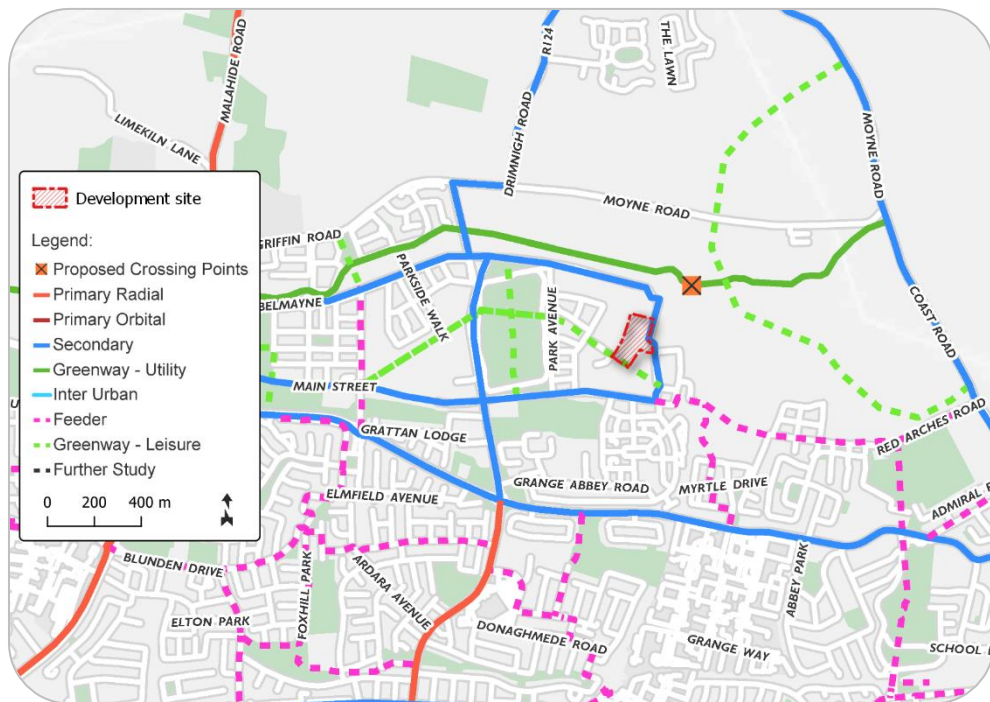 MALAHIDE ROAD
LIMEKILN LANE
R124
THE LAWN
DRIMNIGH ROAD
MOYNE ROAD
MOYNE ROAD
COAST ROAD
GRIFFIN ROAD
PARKSIDE WALK
BELMAYNE
PARK AVENUE
MAIN STREET
GRATTAN LODGE
RED ARCHES ROAD
GRANGE ABBEY ROAD
MYRTLE DRIVE
ELMFIELD AVENUE
BLUNDEN DRIVE
FOXHILL PARK
ARDARA AVENUE
ELTON PARK
DONAGHMEDE ROAD
GRANGE WAY
ABBEY PARK
ADMIRAL
SCHOOL
Development site
Legend:
Proposed Crossing Points
Primary Radial
Primary Orbital
Secondary
Greenway - Utility
Inter Urban
Feeder
Greenway - Leisure
Further Study
0 200 400 m